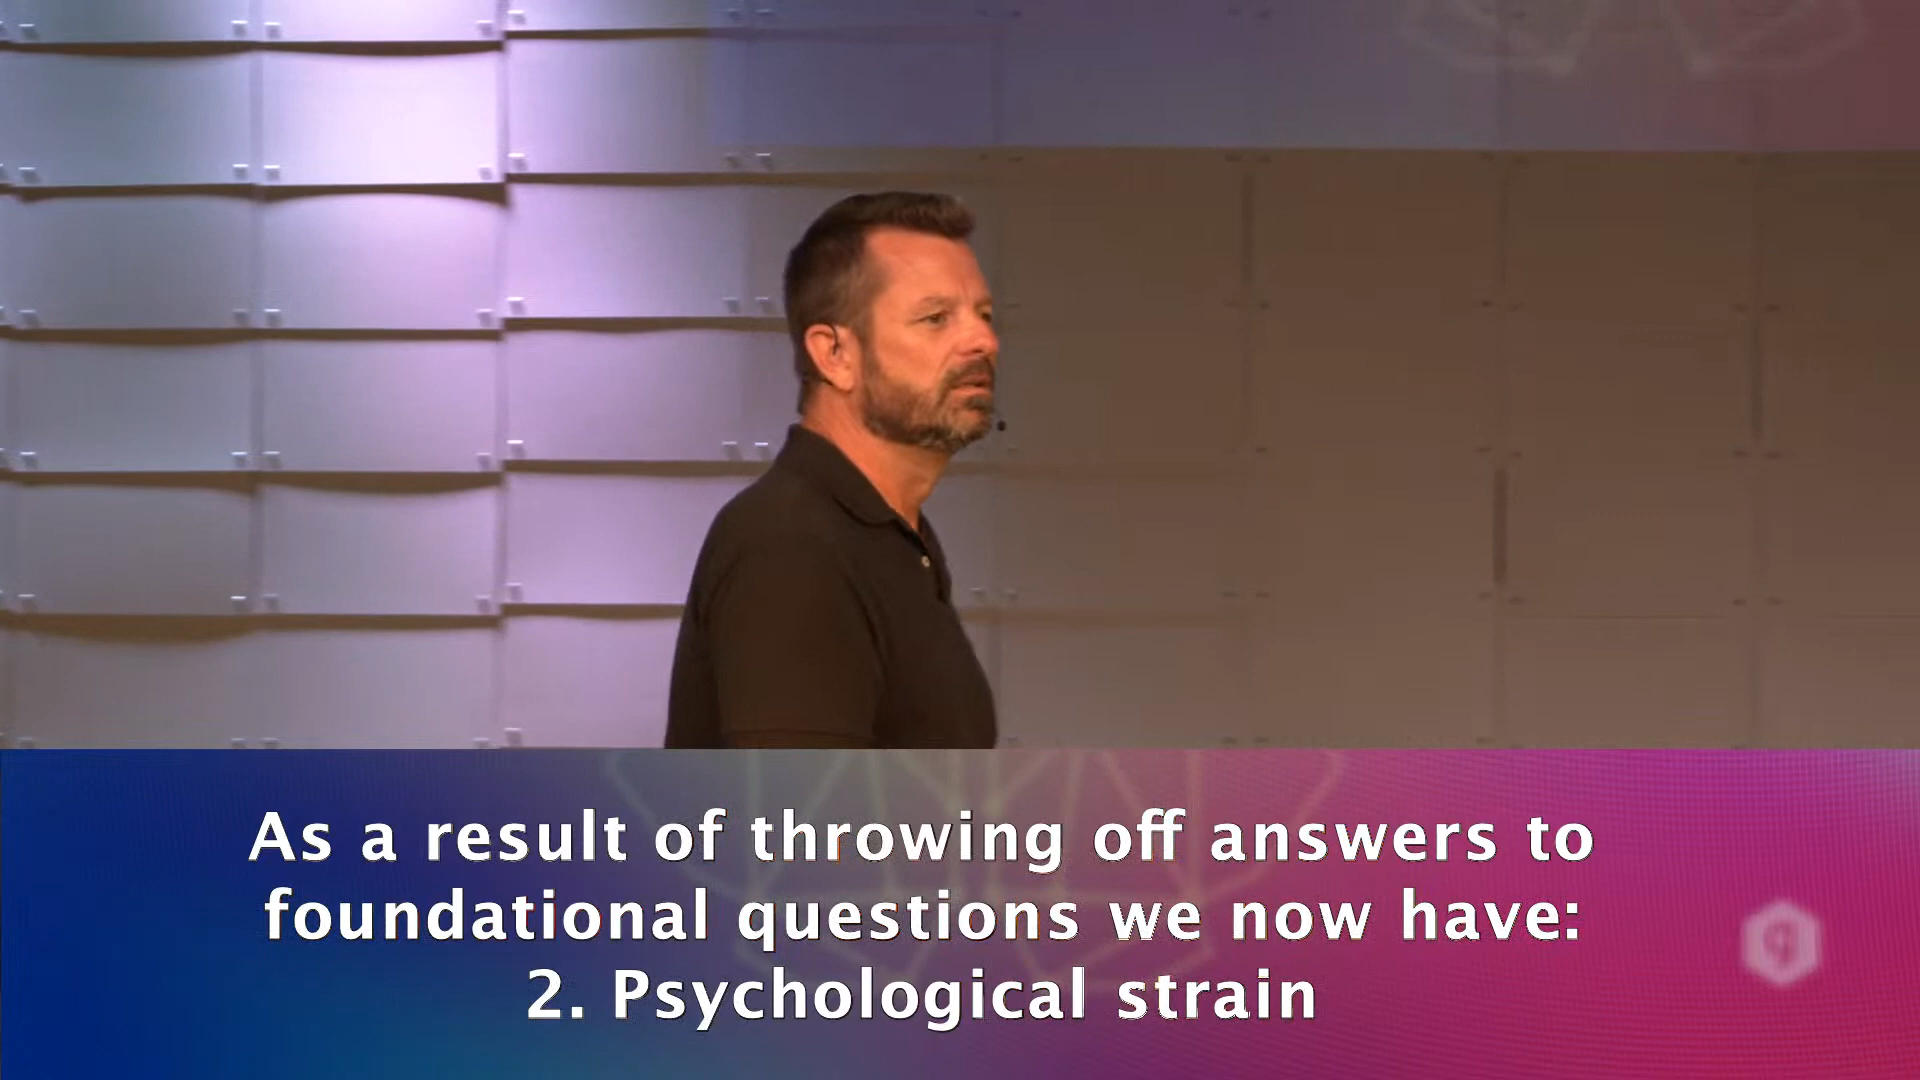 As a result of throwing off answers to
foundational questions we now have:
2. Psychological strain